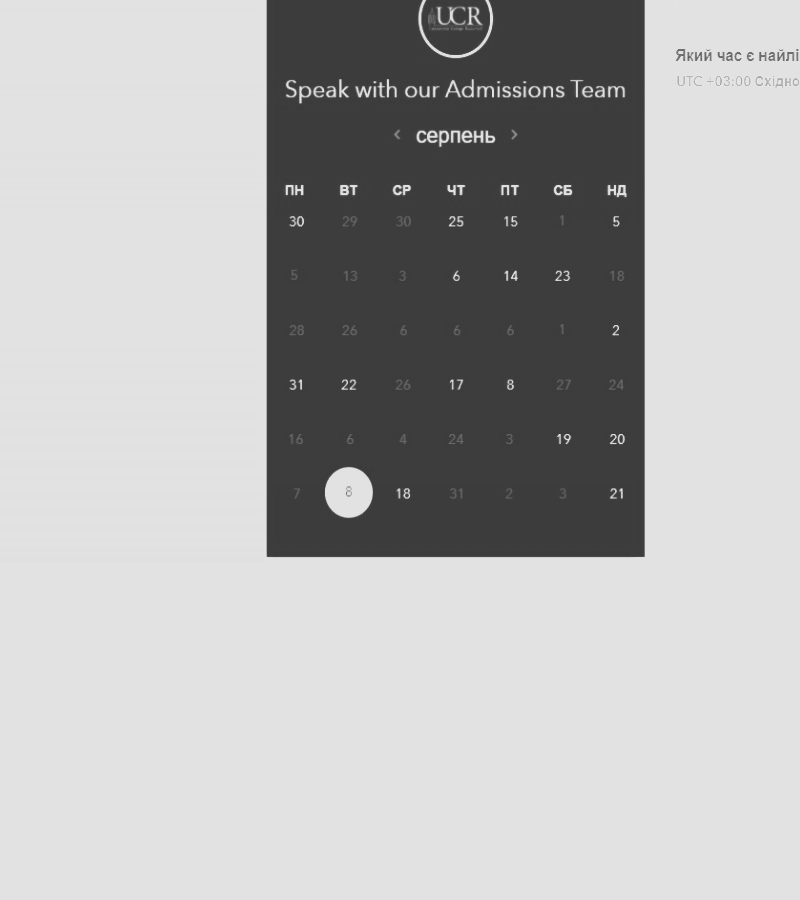 UCR
Який час є найлі
Speak with our Admissions Team
UTC +03:00 Східно
< серпень >
ПН ВТ СР ЧТ ПТ СБ НД
30 29 30 25 15 1 5
5 13 3 6 14 23 18
28 26 6 6 6 1 2
31 22 26 17 8 27 24
16 6 4 24 3 19 20
7 8 18 31 2 3 21